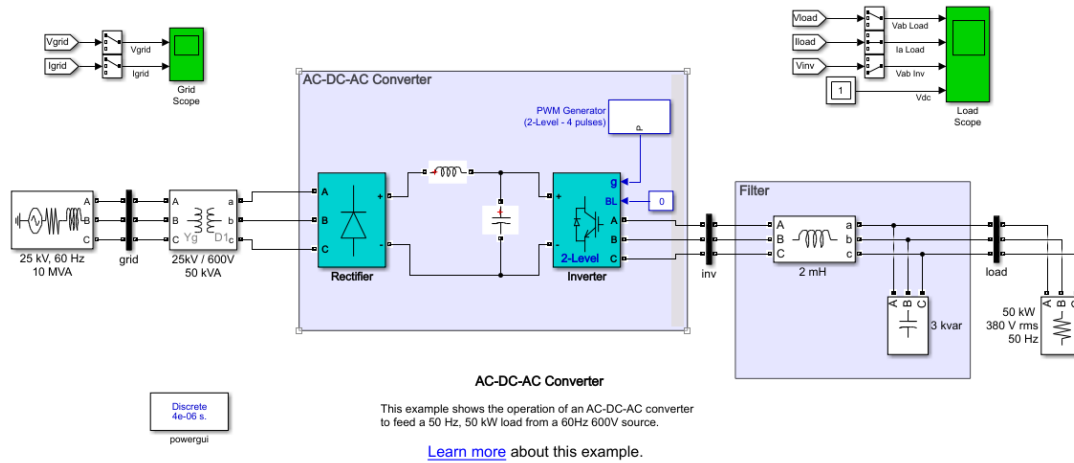 Vgrid
Igrid
Vgrid
Igrid
Grid
Scope
Vload
Iload
Vinv
1
Vab Load
Ia Load
Vab Inv
Vdc
Load
Scope
AC-DC-AC Converter
PWM Generator
(2-Level - 4 pulses)
P
A
B
C
25 kV, 60 Hz
10 MVA
grid
A
B
C
Yg
D1
a
b
c
25kV / 600V
50 kVA
A
B
C
+
-
Rectifier
+
-
g
BL
A
B
C
2-Level
Inverter
0
inv
Filter
A
B
C
a
b
c
2 mH
A
B
C
3 kvar
load
A
B
50 kW
380 V rms
50 Hz
Discrete
4e-06 s.
powergui
AC-DC-AC Converter
This example shows the operation of an AC-DC-AC converter
to feed a 50 Hz, 50 kW load from a 60Hz 600V source.
Learn more about this example.